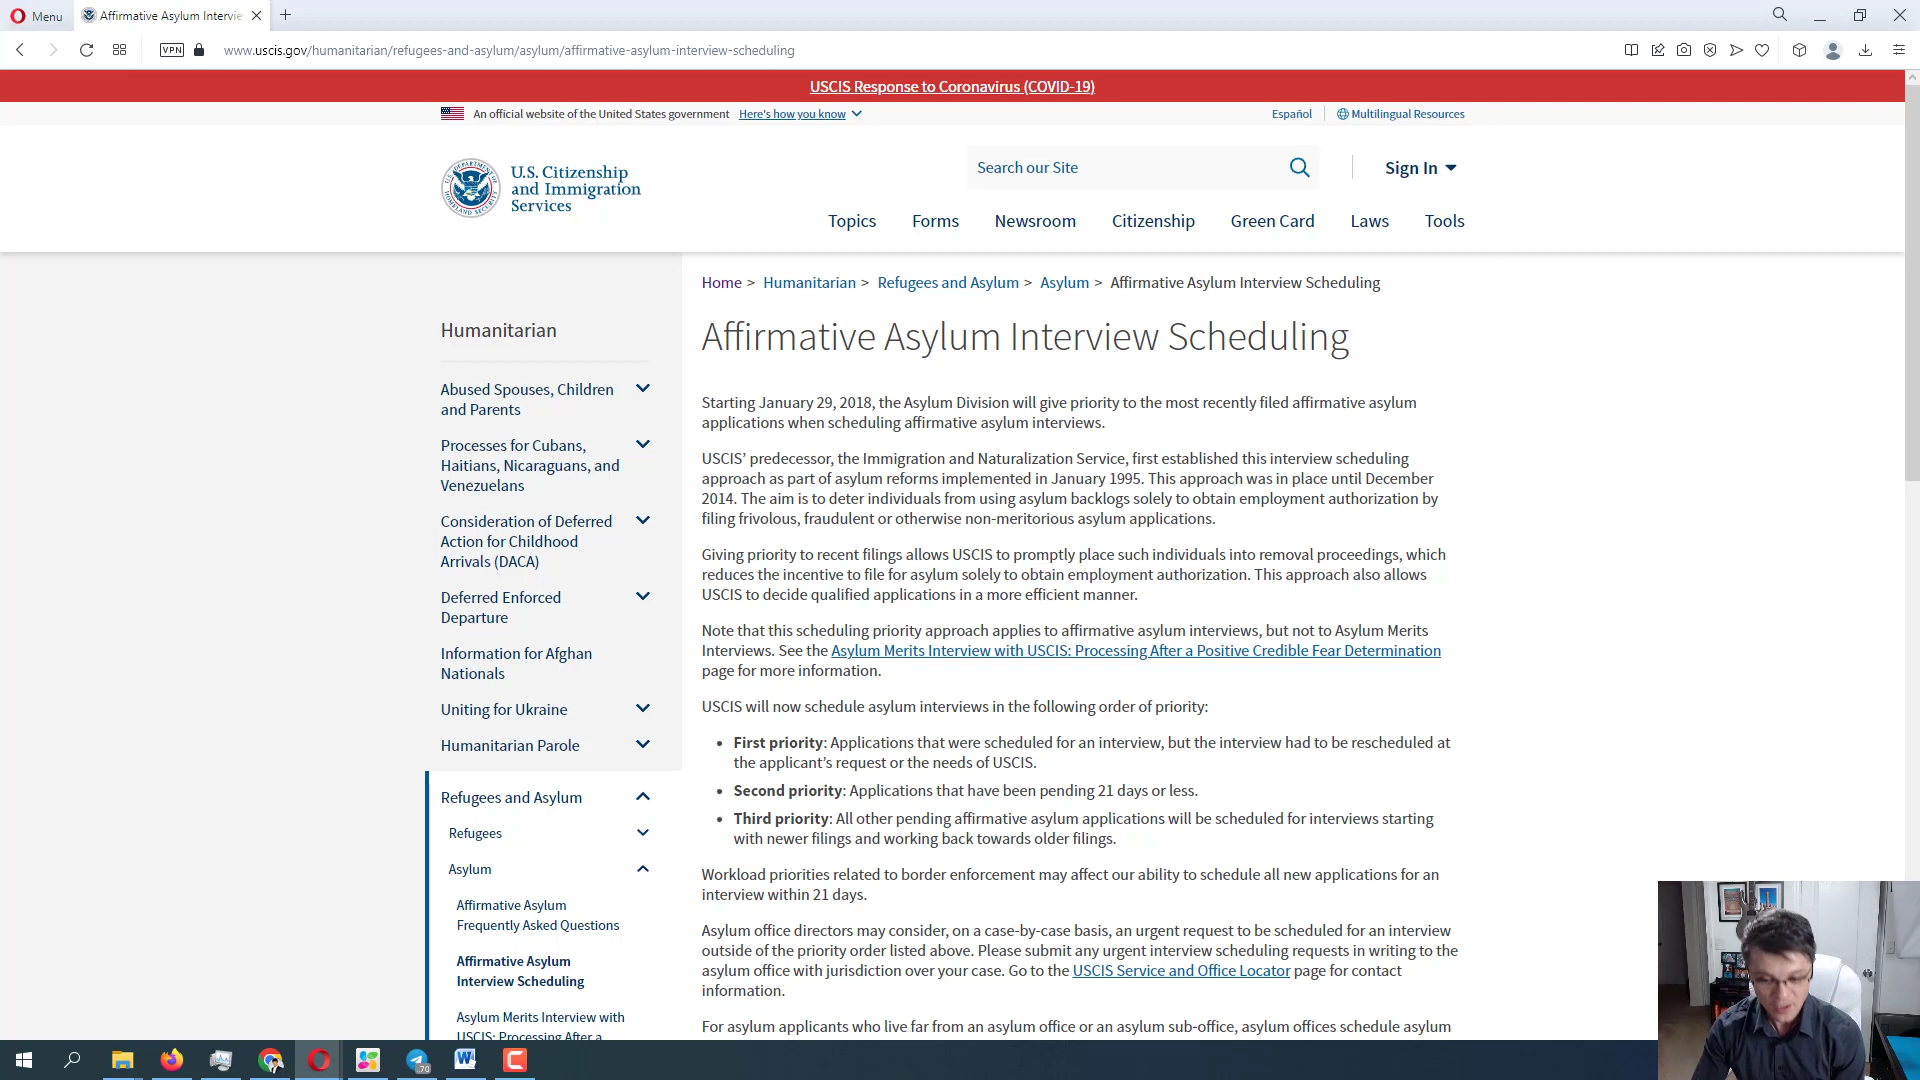 Menu
Affirmative Asylum Intervie
VPN
www.uscis.gov/humanitarian/refugees-and-asylum/asylum/affirmative-asylum-interview-scheduling
USCIS Response to Coronavirus (COVID-19)
An official website of the United States government Here's how you know
Español Multilingual Resources
U.S. Citizenship
and Immigration
Services
Search our Site
Sign In
Topics Forms Newsroom Citizenship Green Card Laws Tools
Home > Humanitarian > Refugees and Asylum > Asylum > Affirmative Asylum Interview Scheduling
Humanitarian
Abused Spouses, Children
and Parents
Processes for Cubans,
Haitians, Nicaraguans, and
Venezuelans
Consideration of Deferred
Action for Childhood
Arrivals (DACA)
Deferred Enforced
Departure
Information for Afghan
Nationals
Uniting for Ukraine
Humanitarian Parole
Refugees and Asylum
Refugees
Asylum
Affirmative Asylum
Frequently Asked Questions
Affirmative Asylum
Interview Scheduling
Asylum Merits Interview with
USCIS: Processing After a
Affirmative Asylum Interview Scheduling
Starting January 29, 2018, the Asylum Division will give priority to the most recently filed affirmative asylum
applications when scheduling affirmative asylum interviews.
USCIS’ predecessor, the Immigration and Naturalization Service, first established this interview scheduling
approach as part of asylum reforms implemented in January 1995. This approach was in place until December
2014. The aim is to deter individuals from using asylum backlogs solely to obtain employment authorization by
filing frivolous, fraudulent or otherwise non-meritorious asylum applications.
Giving priority to recent filings allows USCIS to promptly place such individuals into removal proceedings, which
reduces the incentive to file for asylum solely to obtain employment authorization. This approach also allows
USCIS to decide qualified applications in a more efficient manner.
Note that this scheduling priority approach applies to affirmative asylum interviews, but not to Asylum Merits
Interviews. See the Asylum Merits Interview with USCIS: Processing After a Positive Credible Fear Determination
page for more information.
USCIS will now schedule asylum interviews in the following order of priority:
• First priority: Applications that were scheduled for an interview, but the interview had to be rescheduled at
the applicant’s request or the needs of USCIS.
• Second priority: Applications that have been pending 21 days or less.
• Third priority: All other pending affirmative asylum applications will be scheduled for interviews starting
with newer filings and working back towards older filings.
Workload priorities related to border enforcement may affect our ability to schedule all new applications for an
interview within 21 days.
Asylum office directors may consider, on a case-by-case basis, an urgent request to be scheduled for an interview
outside of the priority order listed above. Please submit any urgent interview scheduling requests in writing to the
asylum office with jurisdiction over your case. Go to the USCIS Service and Office Locator page for contact
information.
For asylum applicants who live far from an asylum office or an asylum sub-office, asylum offices schedule asylum
70